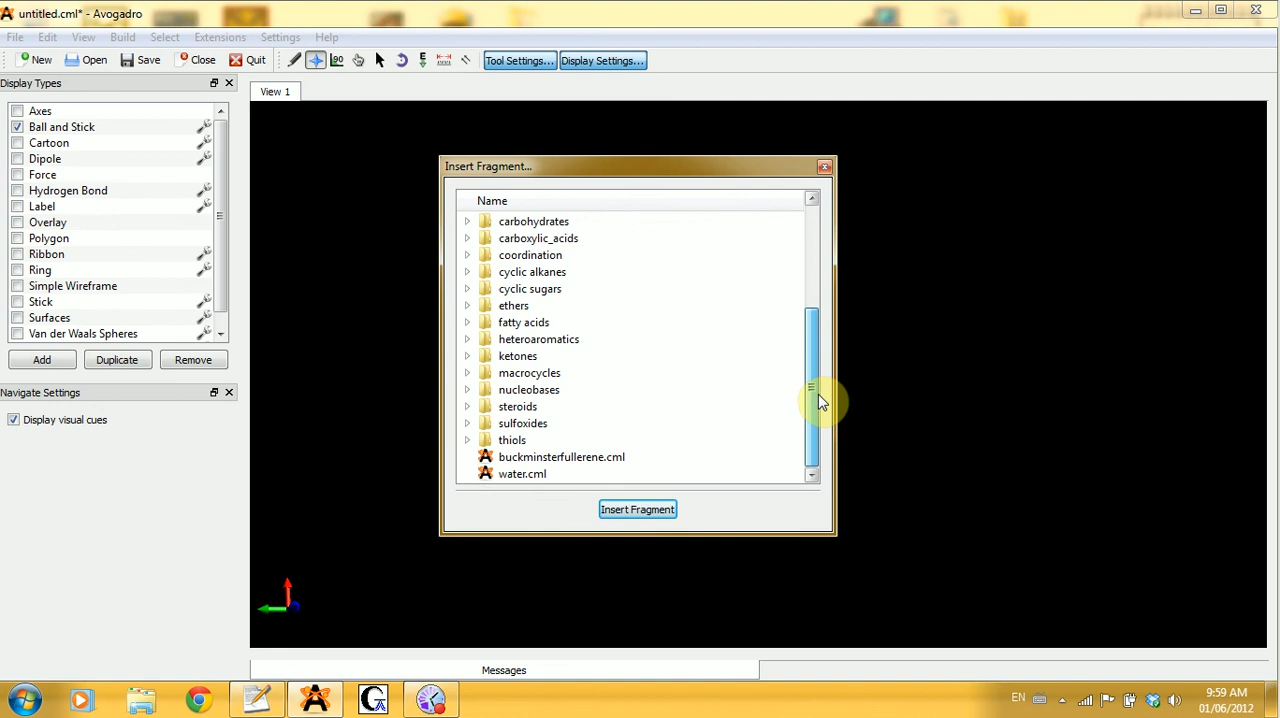 untitled.cml* - Avogadro
File Edit View Build Select Extensions Settings Help
New Open Save Close Quit 90 E Tool Settings... Display Settings...
Display Types
View 1
Axes
Ball and Stick
Cartoon
Dipole
Force
Hydrogen Bond
Label
Overlay
Polygon
Ribbon
Ring
Simple Wireframe
Stick
Surfaces
Van der Waals Spheres
Add Duplicate Remove
Navigate Settings
Display visual cues
Insert Fragment...
Name
carbohydrates
carboxylic_acids
coordination
cyclic alkanes
cyclic sugars
ethers
fatty acids
heteroaromatics
ketones
macrocycles
nucleobases
steroids
sulfoxides
thiols
buckminsterfullerene.cml
water.cml
Insert Fragment
Messages
EN
9:59 AM
01/06/2012